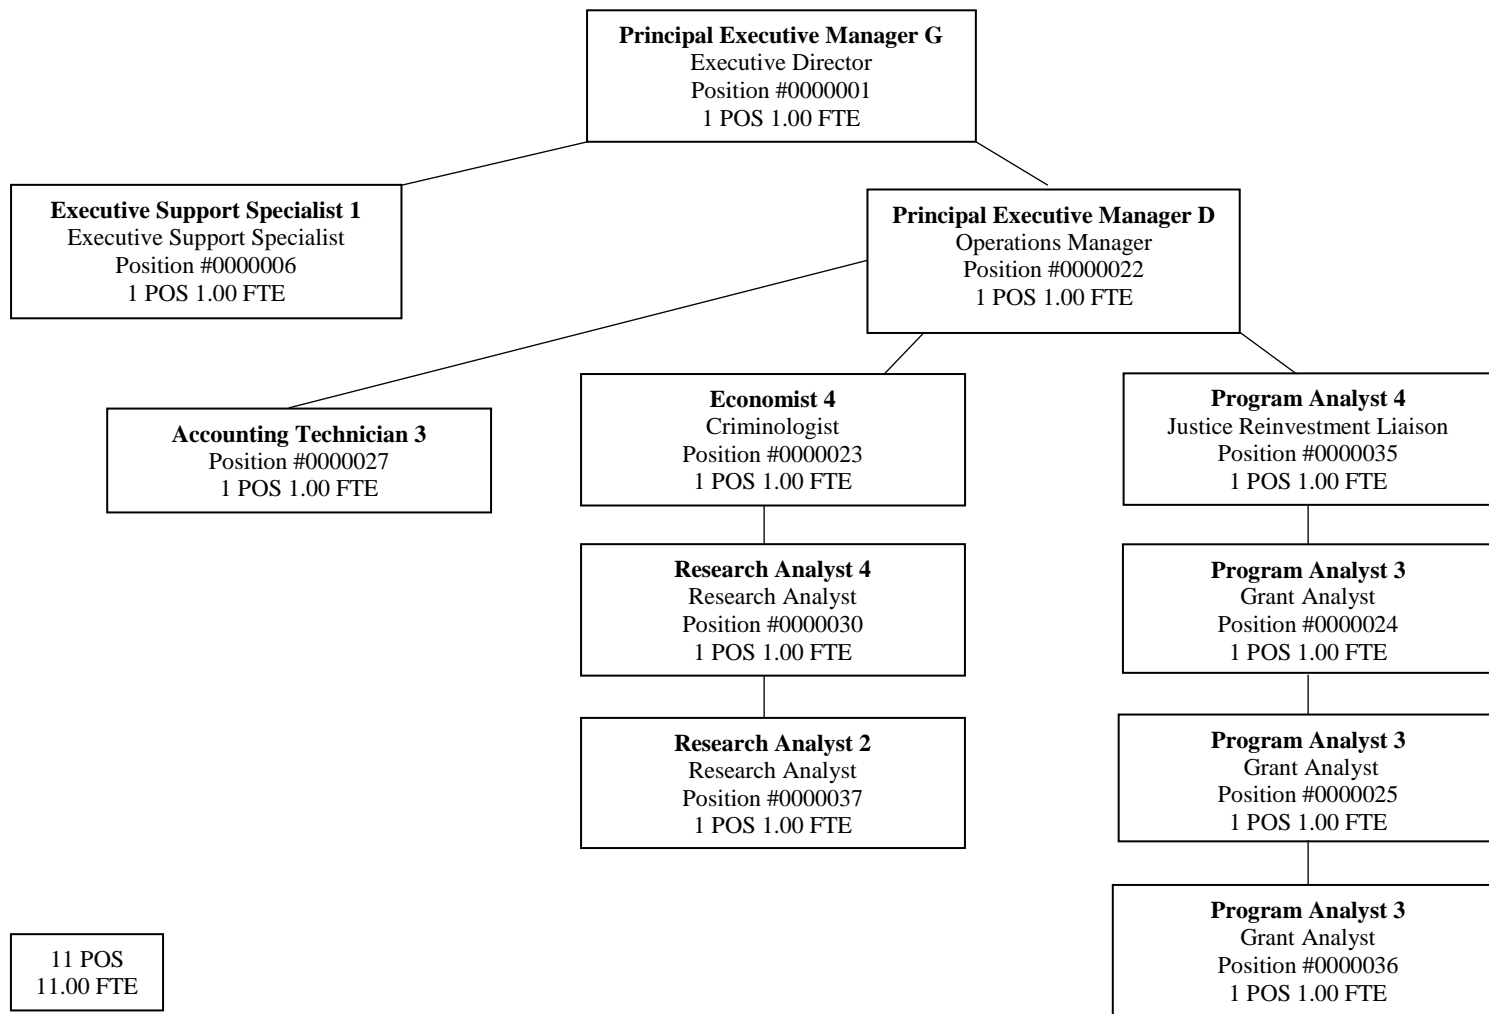 Principal Executive Manager G
Executive Director
Position #0000001
1 POS 1.00 FTE
Executive Support Specialist 1
Executive Support Specialist
Position #0000006
1 POS 1.00 FTE
Principal Executive Manager D
Operations Manager
Position #0000022
1 POS 1.00 FTE
Accounting Technician 3
Position #0000027
1 POS 1.00 FTE
Economist 4
Criminologist
Position #0000023
1 POS 1.00 FTE
Program Analyst 4
Justice Reinvestment Liaison
Position #0000035
1 POS 1.00 FTE
Research Analyst 4
Research Analyst
Position #0000030
1 POS 1.00 FTE
Program Analyst 3
Grant Analyst
Position #0000024
1 POS 1.00 FTE
Research Analyst 2
Research Analyst
Position #0000037
1 POS 1.00 FTE
Program Analyst 3
Grant Analyst
Position #0000025
1 POS 1.00 FTE
Program Analyst 3
Grant Analyst
Position #0000036
1 POS 1.00 FTE
11 POS
11.00 FTE